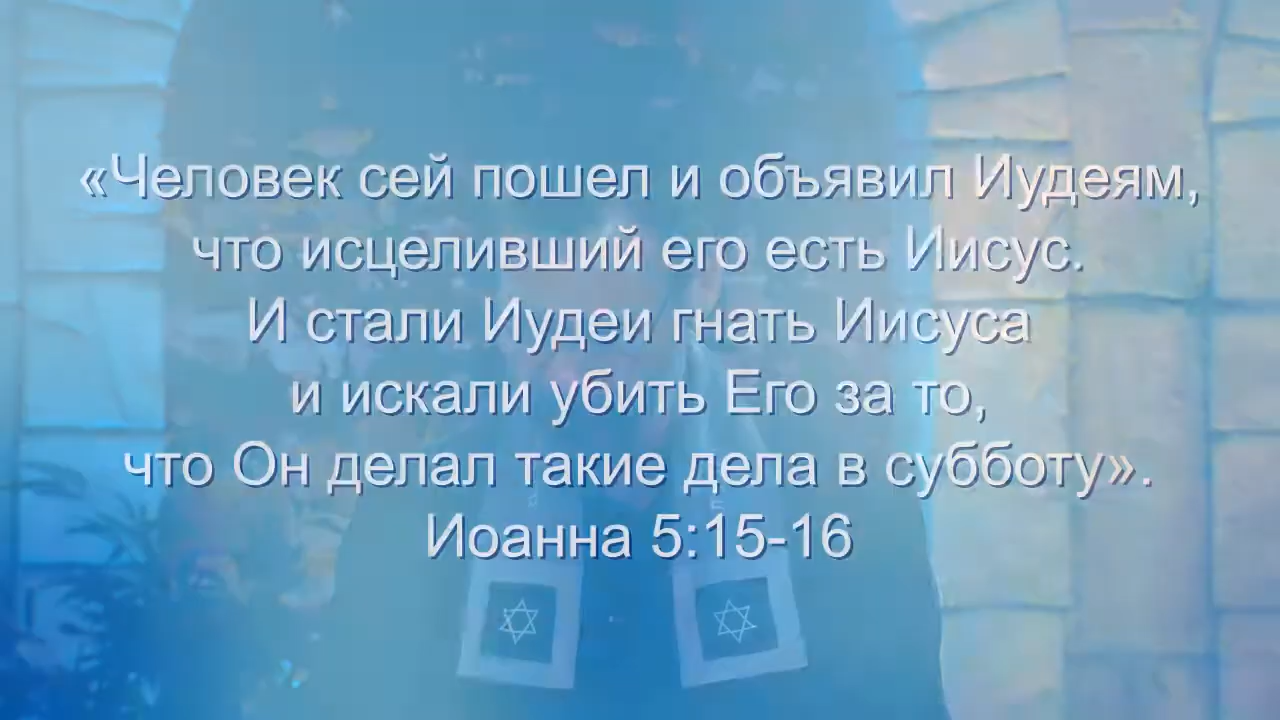 «Человек сей пошел и объявил Иудеям,
что исцеливший его есть Иисус.
И стали Иудеи гнать Иисуса
и искали убить Его за то,
что Он делал такие дела в субботу».
Иоанна 5:15-16